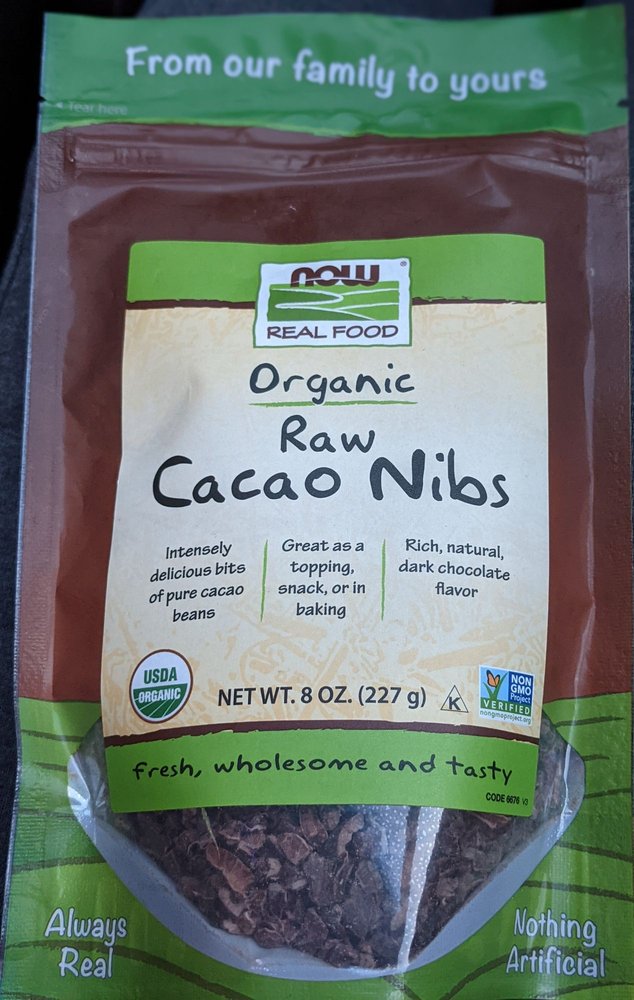 From our family to yours
Tear here
NOW®
REAL FOOD
Organic
Raw
Cacao Nibs
Intensely
delicious bits
of pure cacao
beans
Great as a
topping,
snack, or in
baking
Rich, natural,
dark chocolate
flavor
USDA
ORGANIC
NET WT. 8 OZ. (227 g)
K
NON
GMO
Project
VERIFIED
nongmoproject.org
fresh, wholesome and tasty
CODE 6676 V3
Always
Real
Nothing
Artificial